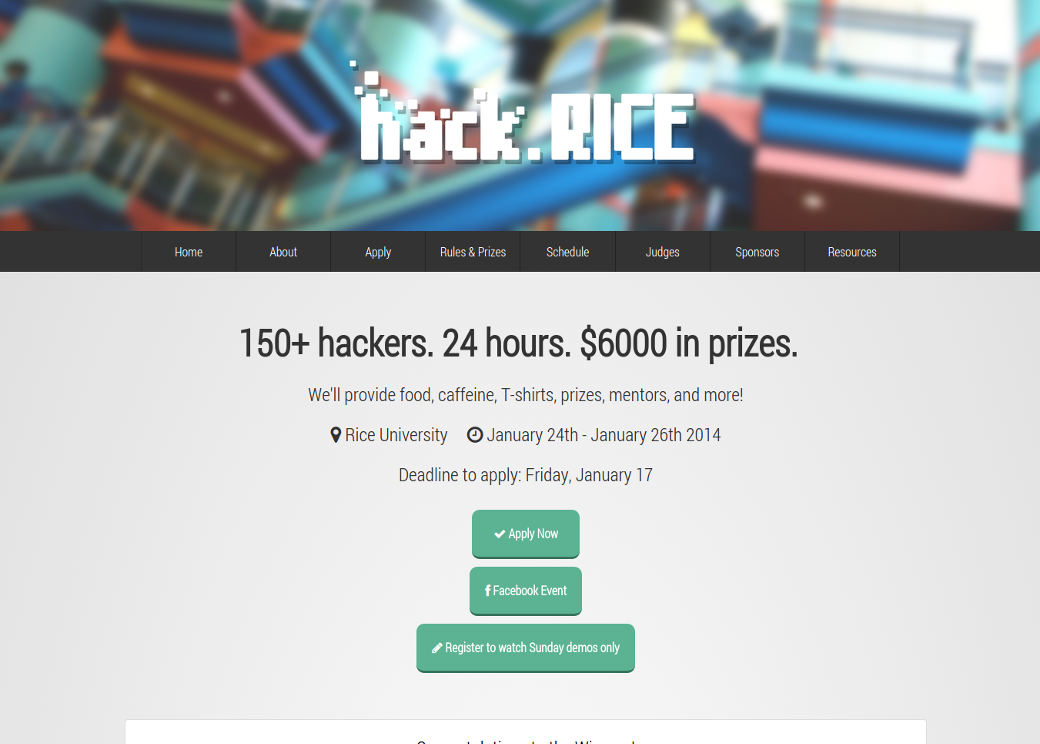 hack.RICE
Home About Apply Rules & Prizes Schedule Judges Sponsors Resources
150+ hackers. 24 hours. $6000 in prizes.
We'll provide food, caffeine, T-shirts, prizes, mentors, and more!
Rice University January 24th - January 26th 2014
Deadline to apply: Friday, January 17
Apply Now
Facebook Event
Register to watch Sunday demos only